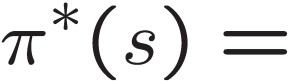 π*(s) =